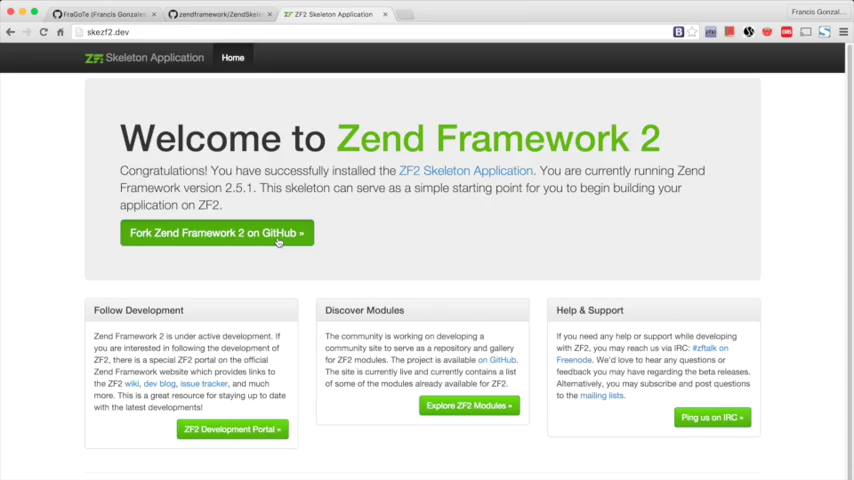 FraGoTe (Francis Gonzales
zendframework/ZendSkele
ZF2 Skeleton Application
Francis Gonzal...
skezf2.dev
Skeleton Application
Home
Welcome to Zend Framework 2
Congratulations! You have successfully installed the ZF2 Skeleton Application. You are currently running Zend
Framework version 2.5.1. This skeleton can serve as a simple starting point for you to begin building your
application on ZF2.
Fork Zend Framework 2 on GitHub »
Follow Development
Zend Framework 2 is under active development. If
you are interested in following the development of
ZF2, there is a special ZF2 portal on the official
Zend Framework website which provides links to
the ZF2 wiki, dev blog, issue tracker, and much
more. This is a great resource for staying up to date
with the latest developments!
ZF2 Development Portal »
Discover Modules
The community is working on developing a
community site to serve as a repository and gallery
for ZF2 modules. The project is available on GitHub.
The site is currently live and currently contains a list
of some of the modules already available for ZF2.
Explore ZF2 Modules »
Help & Support
If you need any help or support while developing
with ZF2, you may reach us via IRC: #zftalk on
Freenode. We'd love to hear any questions or
feedback you may have regarding the beta releases.
Alternatively, you may subscribe and post questions
to the mailing lists.
Ping us on IRC »